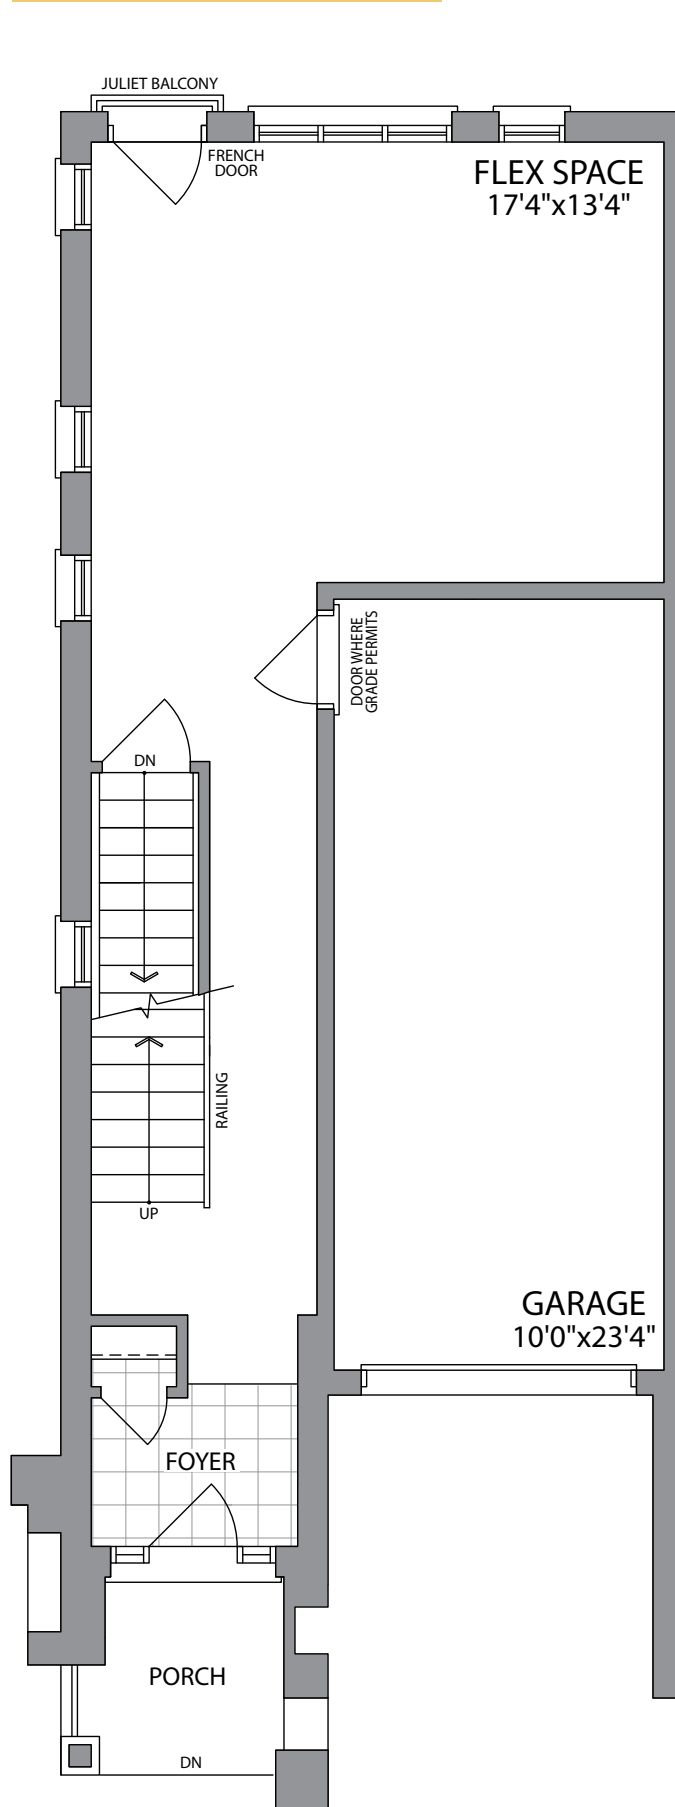 JULIET BALCONY
FRENCH
DOOR
FLEX SPACE
17'4"x13'4"
DOOR WHERE
GRADE PERMITS
DN
RAILING
UP
GARAGE
10'0"x23'4"
FOYER
PORCH
DN